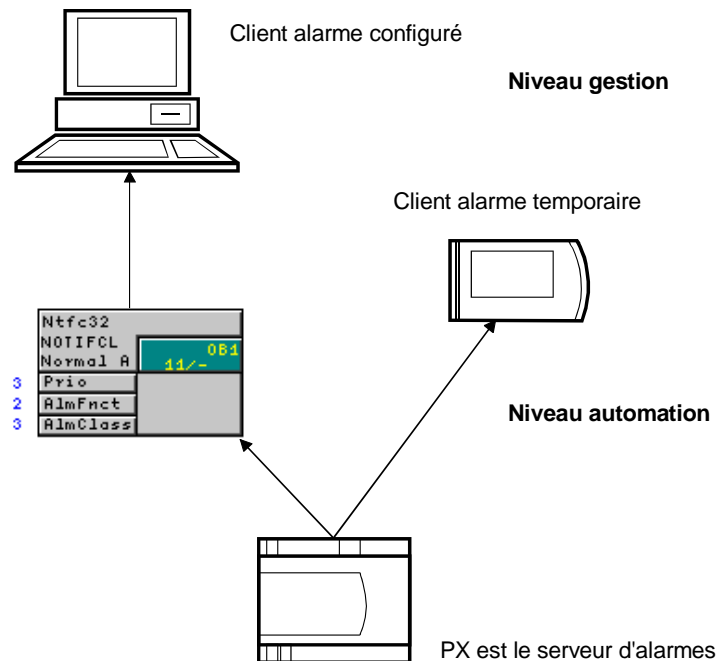 Client alarme configuré
Niveau gestion
Client alarme temporaire
Ntfc32
NOTIFCL
Normal A
OB1
11/-
3 Prio
2 AlmFnct
3 AlmClass
Niveau automation
PX est le serveur d'alarmes